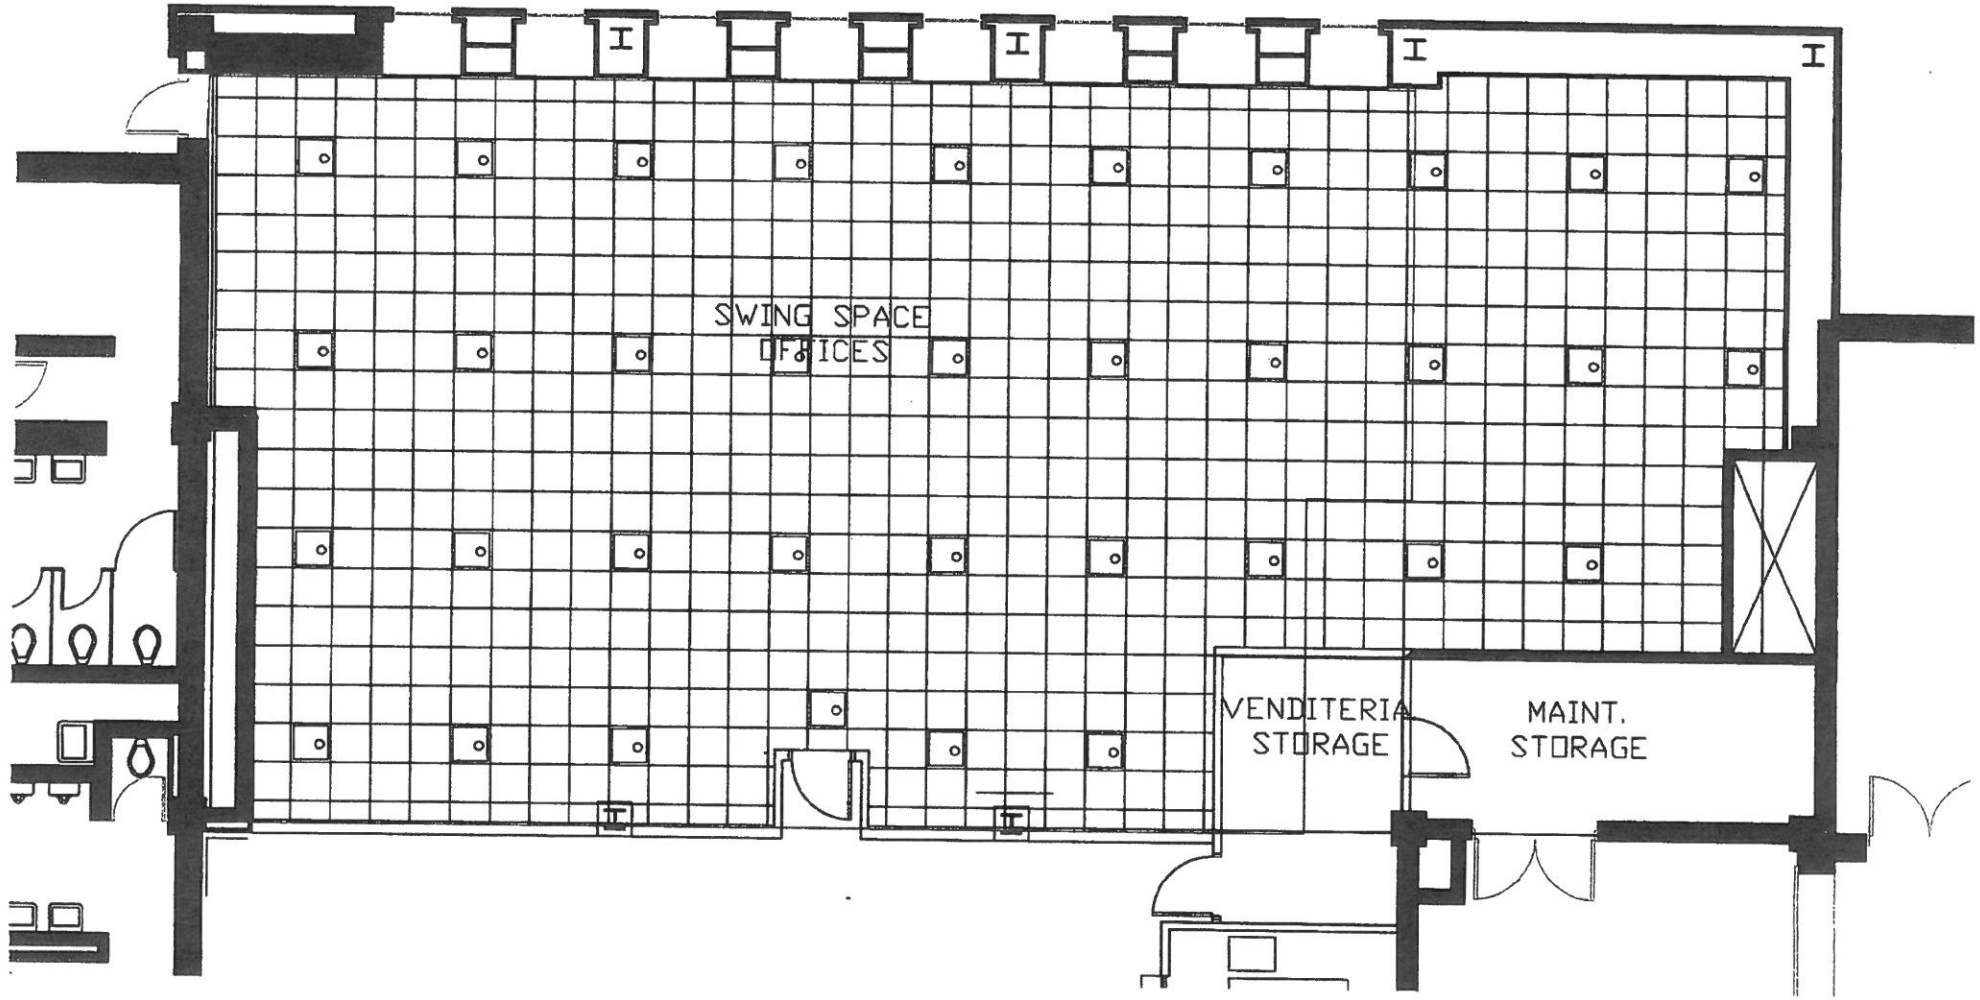 SWING SPACE
OFFICES
VENDITERIA
STORAGE
MAINT.
STORAGE